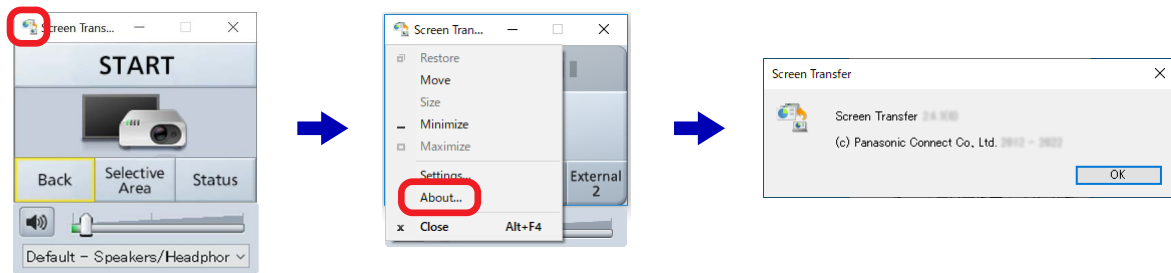 Screen Trans...
START
Back
Selective
Area
Status
Default - Speakers/Headphor
Screen Tran...
Restore
Move
Size
Minimize
Maximize
Settings...
About...
x Close Alt+F4
External
2
Screen Transfer
Screen Transfer
(c) Panasonic Connect Co., Ltd.
OK